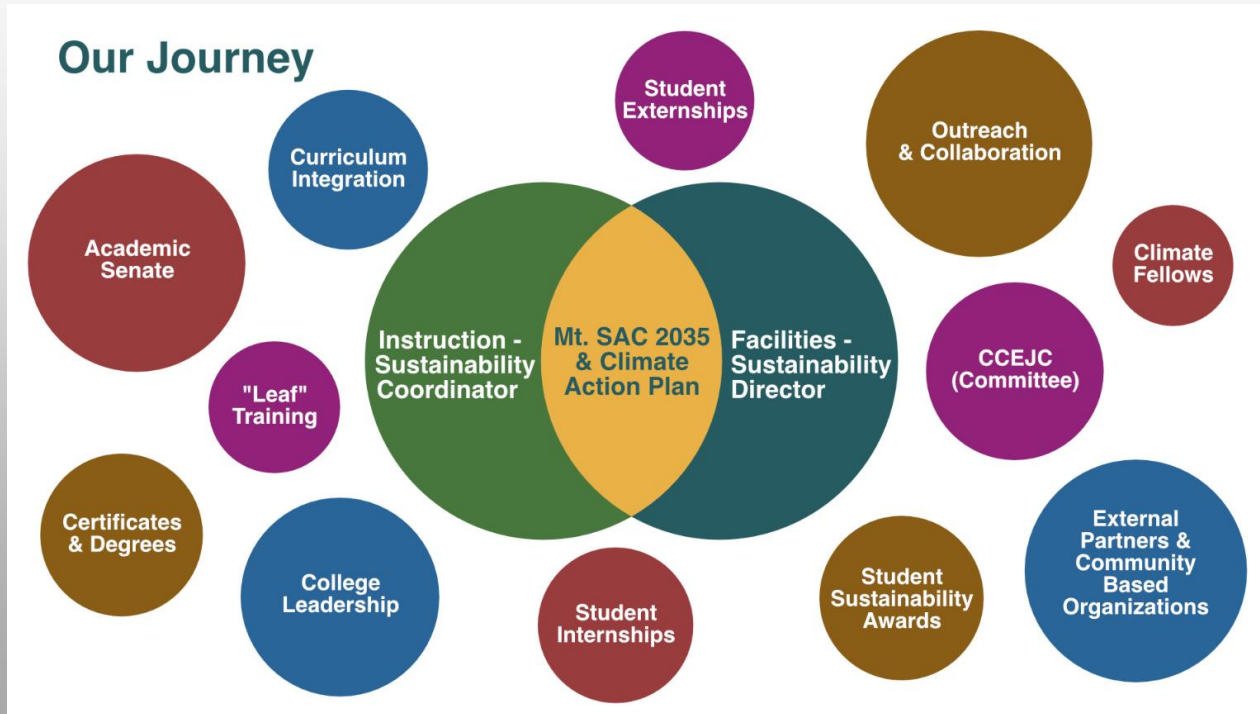 Our Journey
Student
Externships
Outreach
& Collaboration
Curriculum
Integration
Academic
Senate
Climate
Fellows
Instruction -
Sustainability
Coordinator
Mt. SAC 2035
& Climate
Action Plan
Facilities -
Sustainability
Director
CCEJC
(Committee)
"Leaf"
Training
Certificates
& Degrees
College
Leadership
Student
Internships
Student
Sustainability
Awards
External
Partners &
Community
Based
Organizations